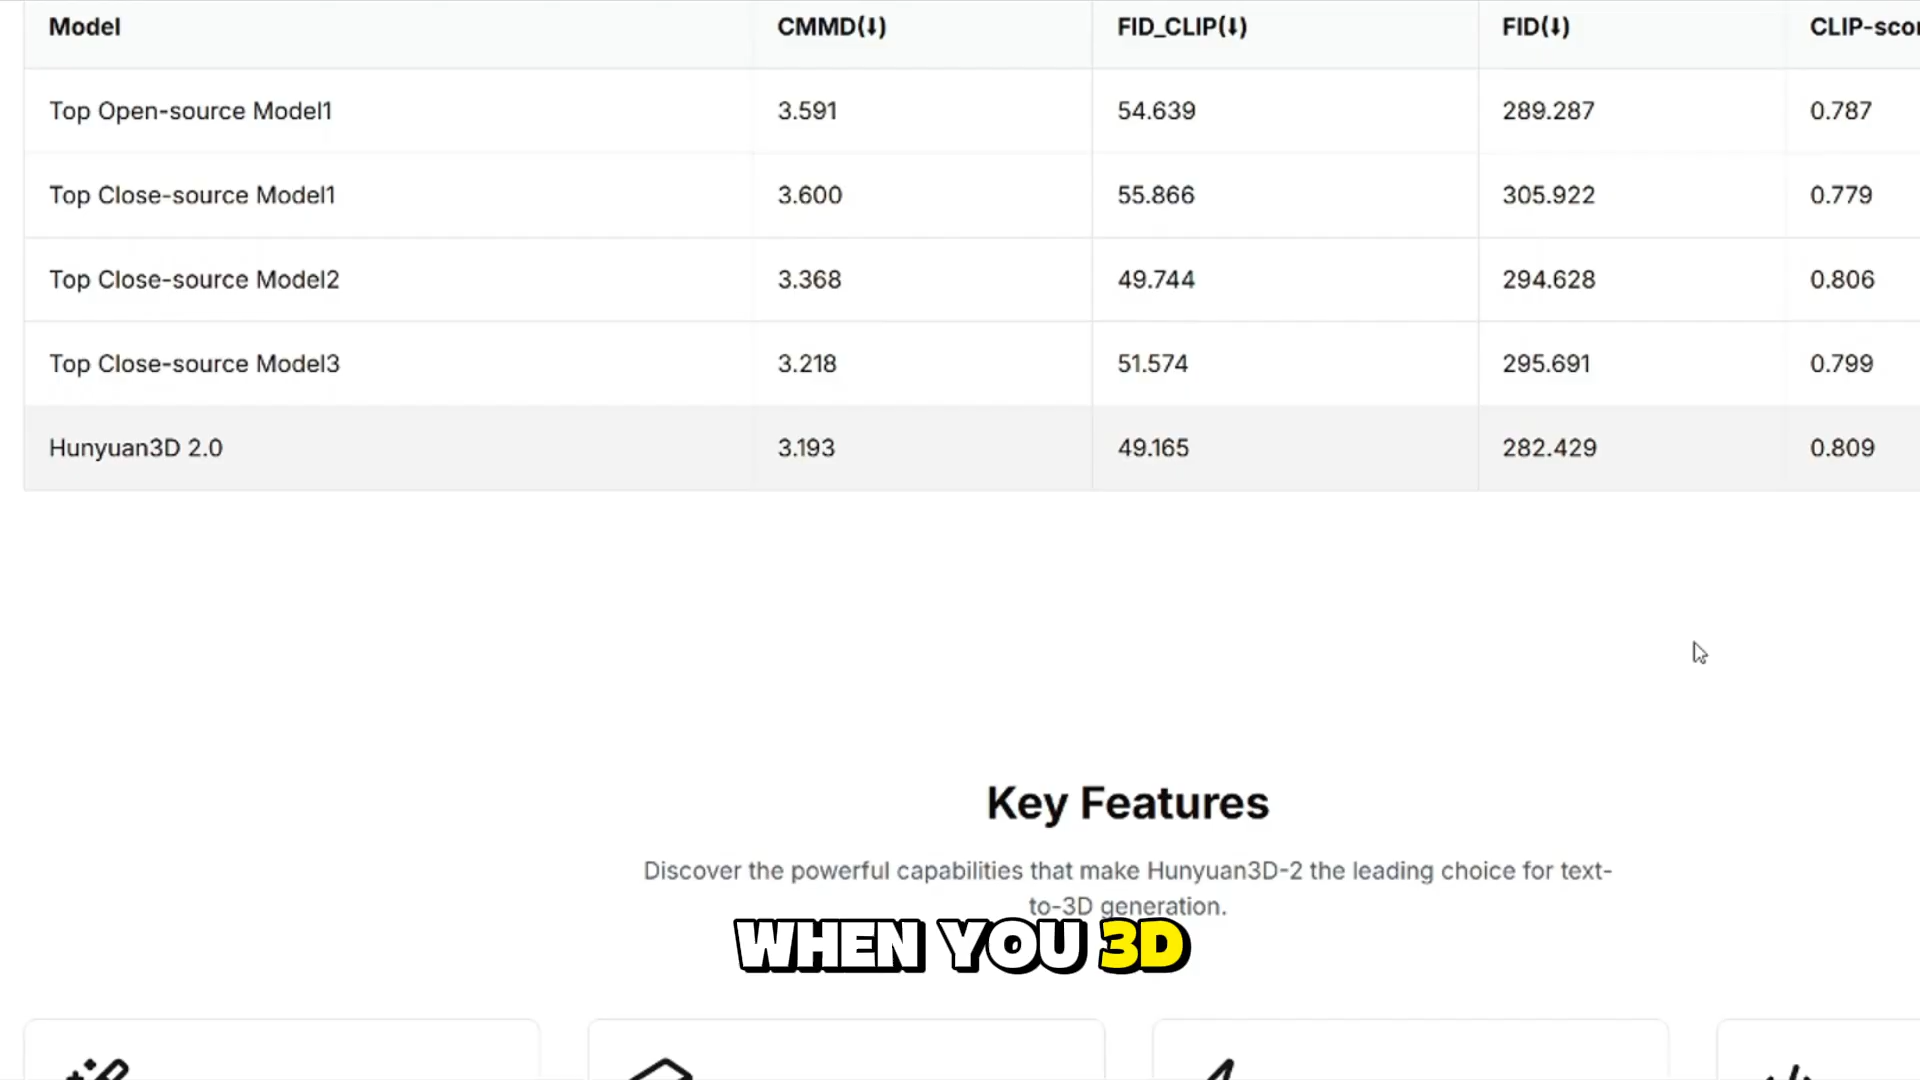 Model CMMD(⬇) FID_CLIP(⬇) FID(⬇) CLIP-scor
Top Open-source Model1 3.591 54.639 289.287 0.787
Top Close-source Model1 3.600 55.866 305.922 0.779
Top Close-source Model2 3.368 49.744 294.628 0.806
Top Close-source Model3 3.218 51.574 295.691 0.799
Hunyuan3D 2.0 3.193 49.165 282.429 0.809
Key Features
Discover the powerful capabilities that make Hunyuan3D-2 the leading choice for text-
to-3D generation.
WHEN YOU 3D